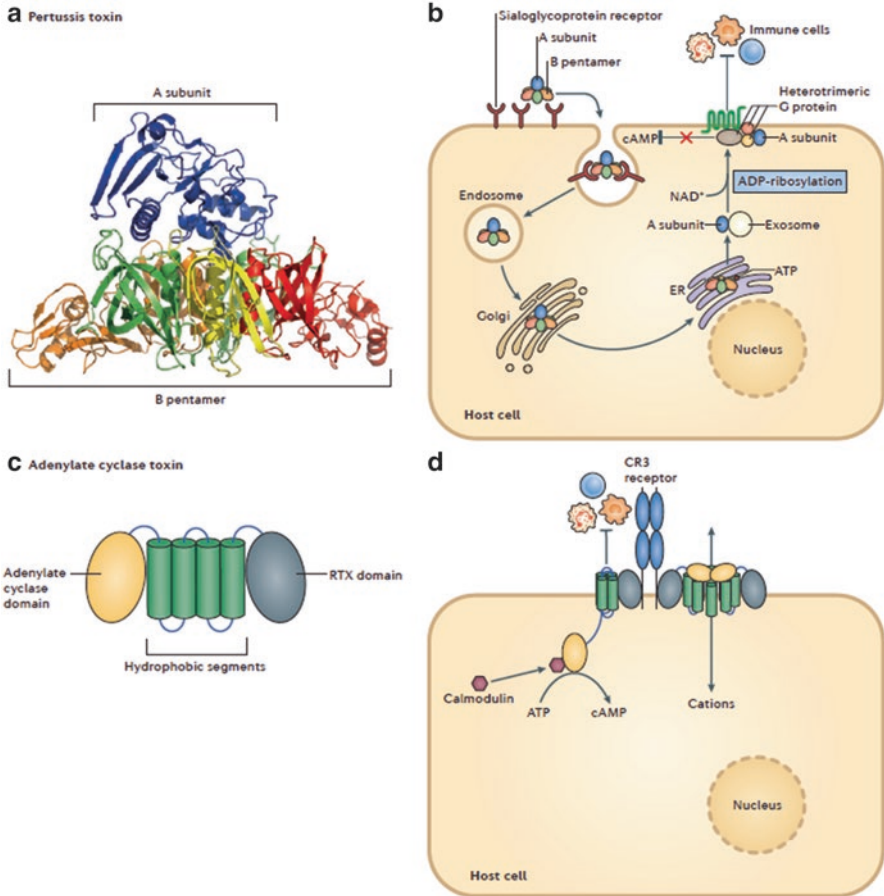 a Pertussis toxin
A subunit
B pentamer
b
Sialoglycoprotein receptor
A subunit
B pentamer
Immune cells
Heterotrimeric
G protein
cAMP
A subunit
ADP-ribosylation
NAD⁺
Endosome
A subunit
Exosome
ATP
ER
Golgi
Nucleus
Host cell
c Adenylate cyclase toxin
Adenylate
cyclase
domain
RTX domain
Hydrophobic segments
d
CR3
receptor
Calmodulin
ATP
cAMP
Cations
Nucleus
Host cell